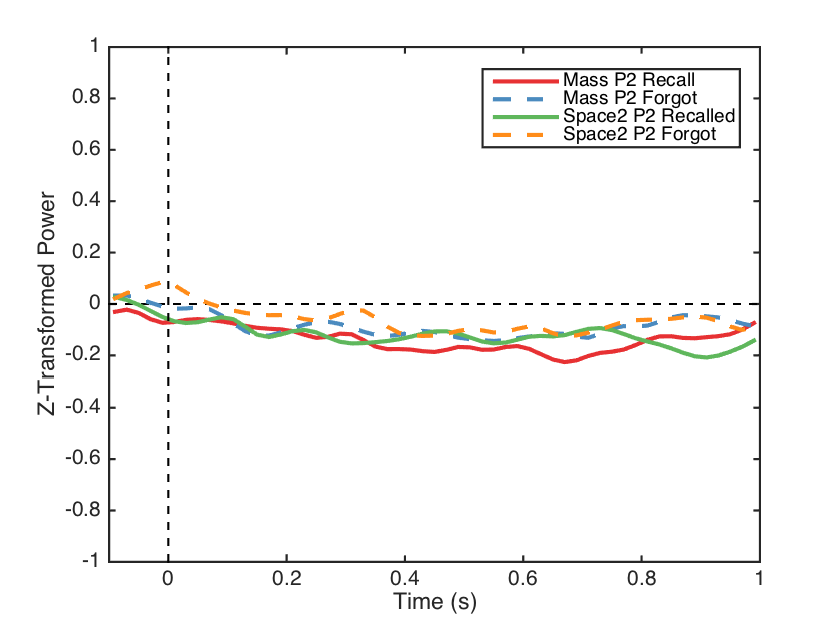 1
0.8
0.6
0.4
0.2
0
-0.2
-0.4
-0.6
-0.8
-1
Z-Transformed Power
Mass P2 Recall
Mass P2 Forgot
Space2 P2 Recalled
Space2 P2 Forgot
0 0.2 0.4 0.6 0.8 1
Time (s)